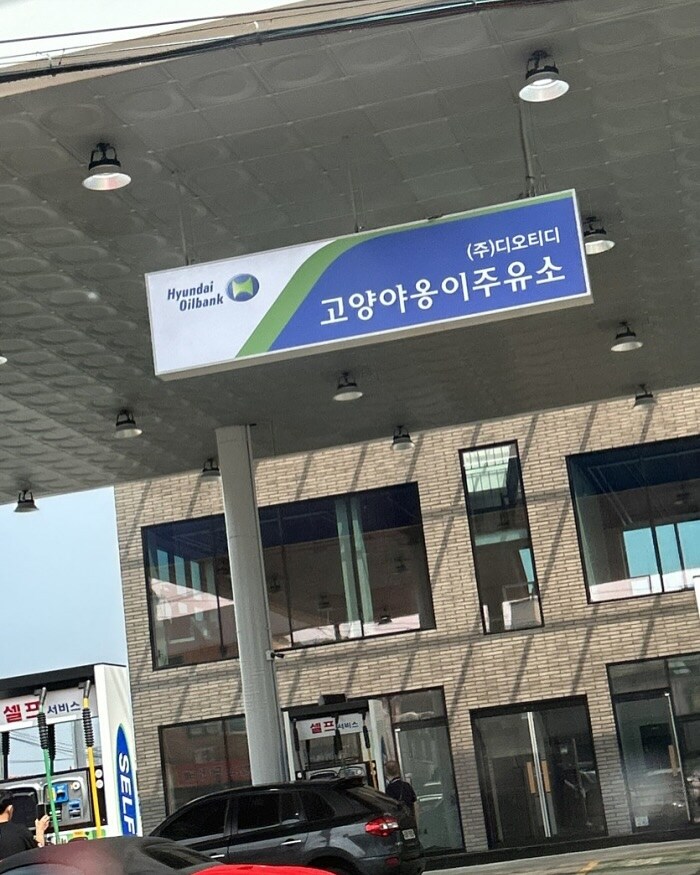 Hyundai
Oilbank
(주)디오티디
고양야옹이주유소
셀프 서비스
SELF
셀프 서비스